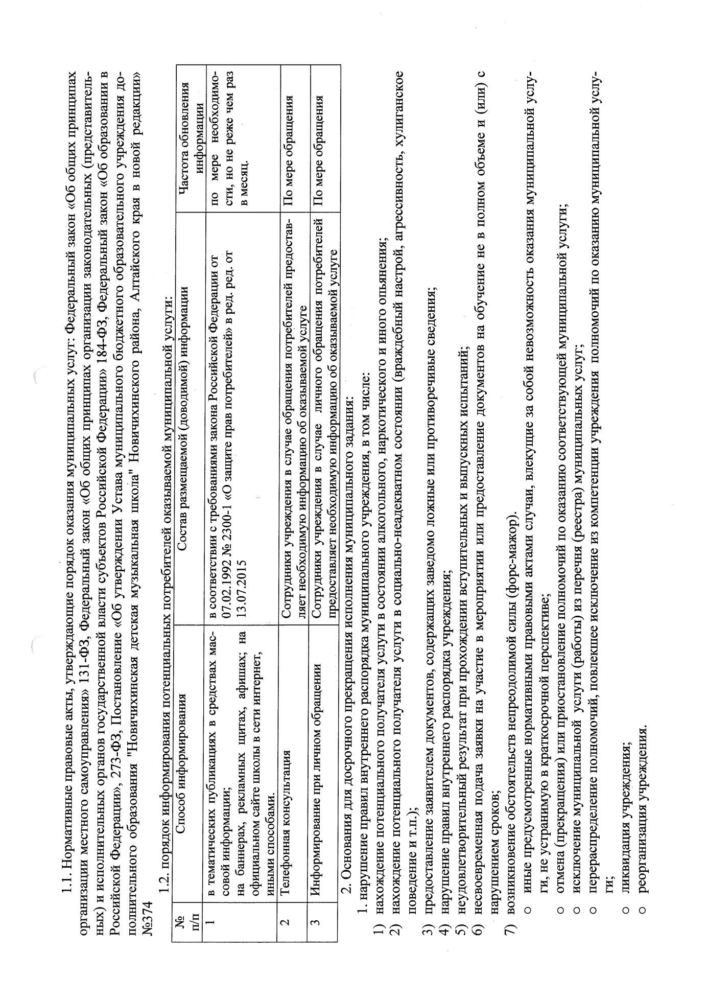 1.1. Нормативные правовые акты, утверждающие порядок оказания муниципальных услуг: Федеральный закон «Об общих принципах
организации местного самоуправления» 131-ФЗ, Федеральный закон «Об общих принципах организации законодательных (представитель-
ных) и исполнительных органов государственной власти субъектов Российской Федерации» 184-ФЗ, Федеральный закон «Об образовании в
Российской Федерации», 273-ФЗ, Постановление «Об утверждении Устава муниципального бюджетного образовательного учреждения до-
полнительного образования "Новичихинская детская музыкальная школа" Новичихинского района, Алтайского края в новой редакции»
№374
1.2. порядок информирования потенциальных потребителей оказываемой муниципальной услуги:
№ п/п
Способ информирования
Состав размещаемой (доводимой) информации
Частота обновления
информации
1
в тематических публикациях в средствах мас-
совой информации;
на баннерах, рекламных щитах, афишах; на
официальном сайте школы в сети интернет,
иными способами.
в соответствии с требованиями закона Российской Федерации от
07.02.1992 № 2300-1 «О защите прав потребителей» в ред. от
13.07.2015
по мере необходимо-
сти, но не реже чем раз
в месяц.
2
Телефонная консультация
Сотрудники учреждения в случае обращения потребителей предостав-
ляет необходимую информацию об оказываемой услуге
По мере обращения
3
Информирование при личном обращении
Сотрудники учреждения в случае личного обращения потребителей
предоставляет необходимую информацию об оказываемой услуге
По мере обращения
2. Основания для досрочного прекращения исполнения муниципального задания:
1. нарушение правил внутреннего распорядка муниципального учреждения, в том числе:
1) нахождение потенциального получателя услуги в состоянии алкогольного, наркотического и иного опьянения;
2) нахождение потенциального получателя услуги в социально-неадекватном состоянии (враждебный настрой, агрессивность, хулиганское
поведение и т.п.);
3) предоставление заявителем документов, содержащих заведомо ложные или противоречивые сведения;
4) нарушение правил внутреннего распорядка учреждения;
5) неудовлетворительный результат при прохождении вступительных и выпускных испытаний;
6) несвоевременная подача заявки на участие в мероприятии или предоставление документов на обучение не в полном объеме и (или) с
нарушением сроков;
7) возникновение обстоятельств непреодолимой силы (форс-мажор).
○ иные предусмотренные нормативными правовыми актами случаи, влекущие за собой невозможность оказания муниципальной услу-
ги, не устранимую в краткосрочной перспективе;
○ отмена (прекращения) или приостановление полномочий по оказанию соответствующей муниципальной услуги;
○ исключение муниципальной услуги (работы) из перечня (реестра) муниципальных услуг;
○ перераспределение полномочий, повлекшее исключение из компетенции учреждения полномочий по оказанию муниципальной услу-
ги;
○ ликвидация учреждения;
○ реорганизация учреждения.